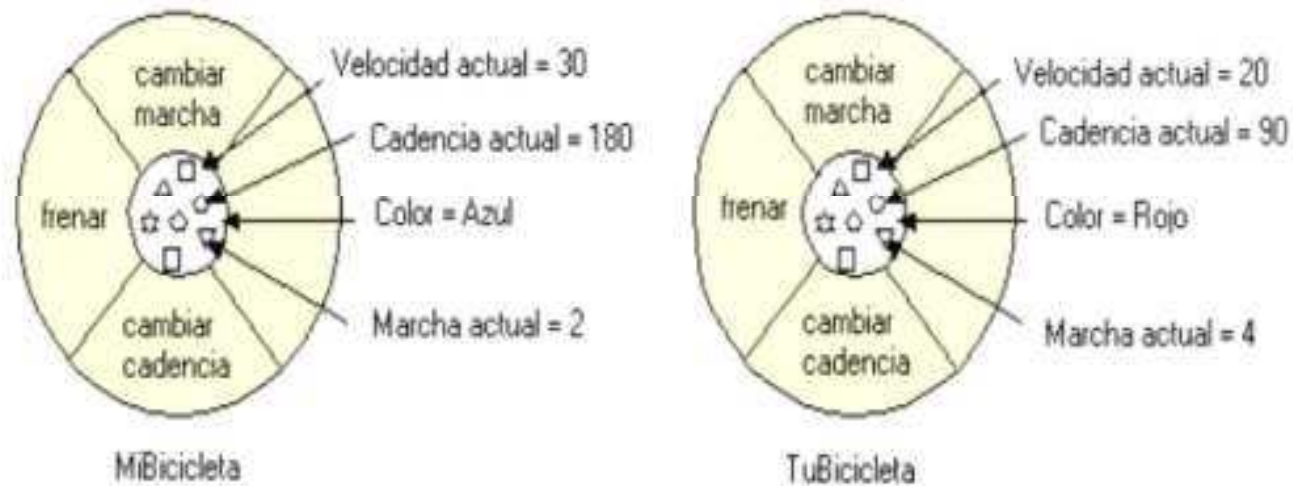 cambiar
marcha
frenar
cambiar
cadencia
Velocidad actual = 30
Cadencia actual = 180
Color = Azul
Marcha actual = 2
MiBicicleta
cambiar
marcha
frenar
cambiar
cadencia
Velocidad actual = 20
Cadencia actual = 90
Color = Rojo
Marcha actual = 4
TuBicicleta